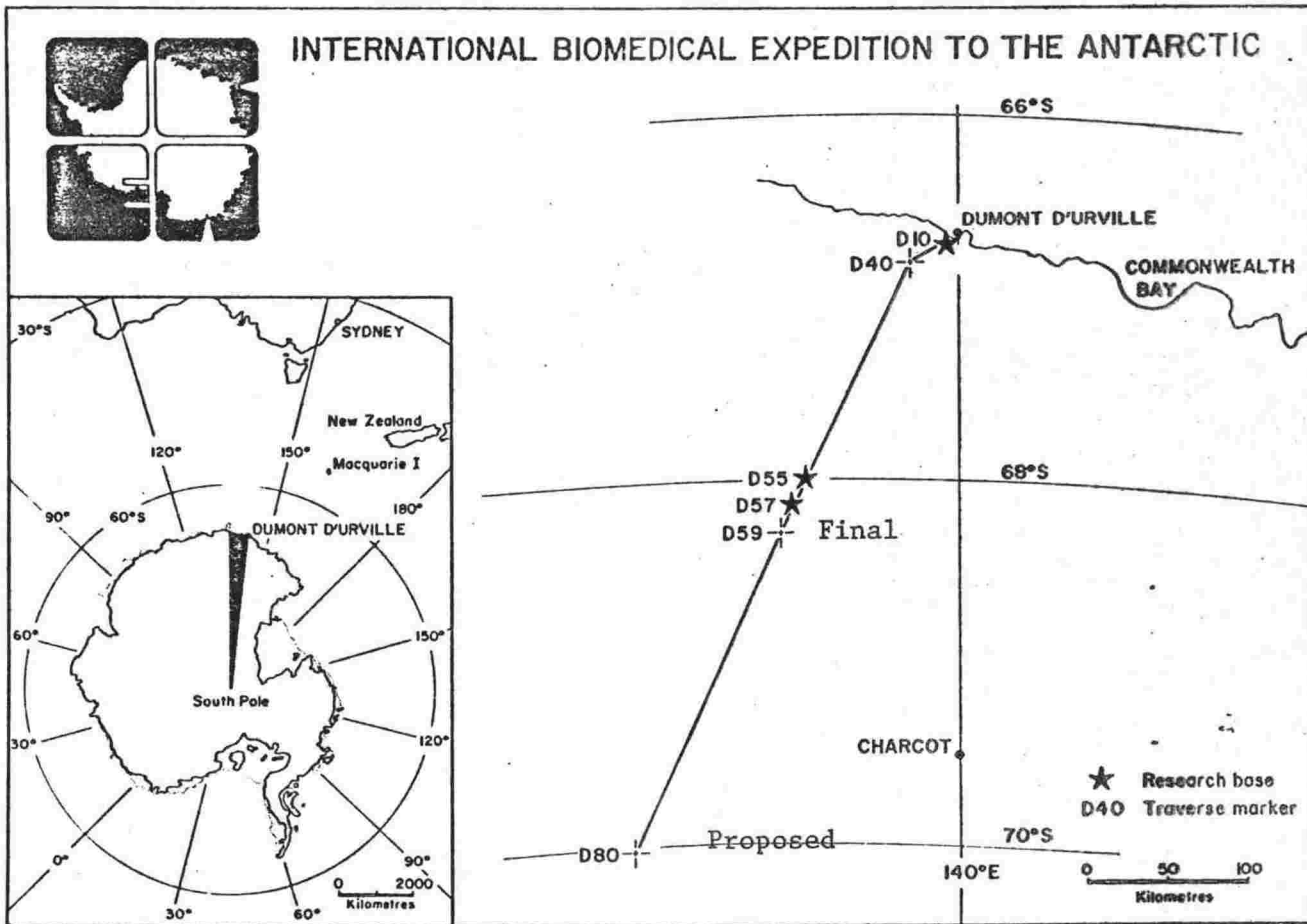 INTERNATIONAL BIOMEDICAL EXPEDITION TO THE ANTARCTIC
66°S
DUMONT D'URVILLE
D10
D40
COMMONWEALTH
BAY
D55
68°S
D57
D59
Final
CHARCOT
★ Research base
D40 Traverse marker
D80
Proposed
70°S
140°E
0 50 100
Kilometres
30°S
SYDNEY
New Zealand
120°
150°
Macquarie I
180°
90°
60°S
DUMONT D'URVILLE
60°
150°
South Pole
30°
120°
0°
90°
0 2000
Kilometres
30°
60°